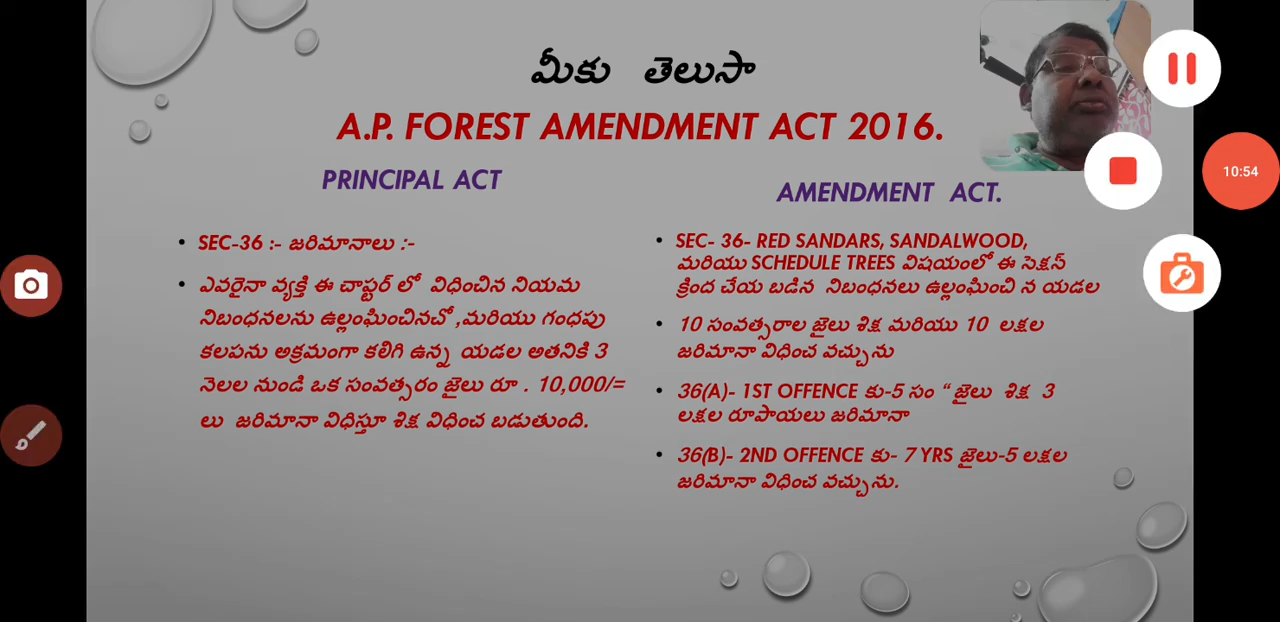 మీకు తెలుసా
A.P. FOREST AMENDMENT ACT 2016.
PRINCIPAL ACT
• SEC-36 :- జరిమానాలు :-
• ఎవరైనా వ్యక్తి ఈ చాప్టర్ లో విధించిన నియమ
నిబంధనలను ఉల్లంఘించినచో ,మరియు గంధపు
కలపను అక్రమంగా కలిగి ఉన్న యడల అతనికి 3
నెలల నుండి ఒక సంవత్సరం జైలు రూ . 10,000/=
లు జరిమానా విధిస్తూ శిక్ష విధించ బడుతుంది.
AMENDMENT ACT.
• SEC- 36- RED SANDARS, SANDALWOOD,
మరియు SCHEDULE TREES విషయంలో ఈ సెక్షన్
క్రింద చేయ బడిన నిబంధనలు ఉల్లంఘించి న యడల
• 10 సంవత్సరాల జైలు శిక్ష మరియు 10 లక్షల
జరిమానా విధించ వచ్చును
• 36(A)- 1ST OFFENCE కు-5 సం “ జైలు శిక్ష 3
లక్షల రూపాయలు జరిమానా
• 36(B)- 2ND OFFENCE కు- 7 YRS జైలు-5 లక్షల
జరిమానా విధించ వచ్చును.
10:54